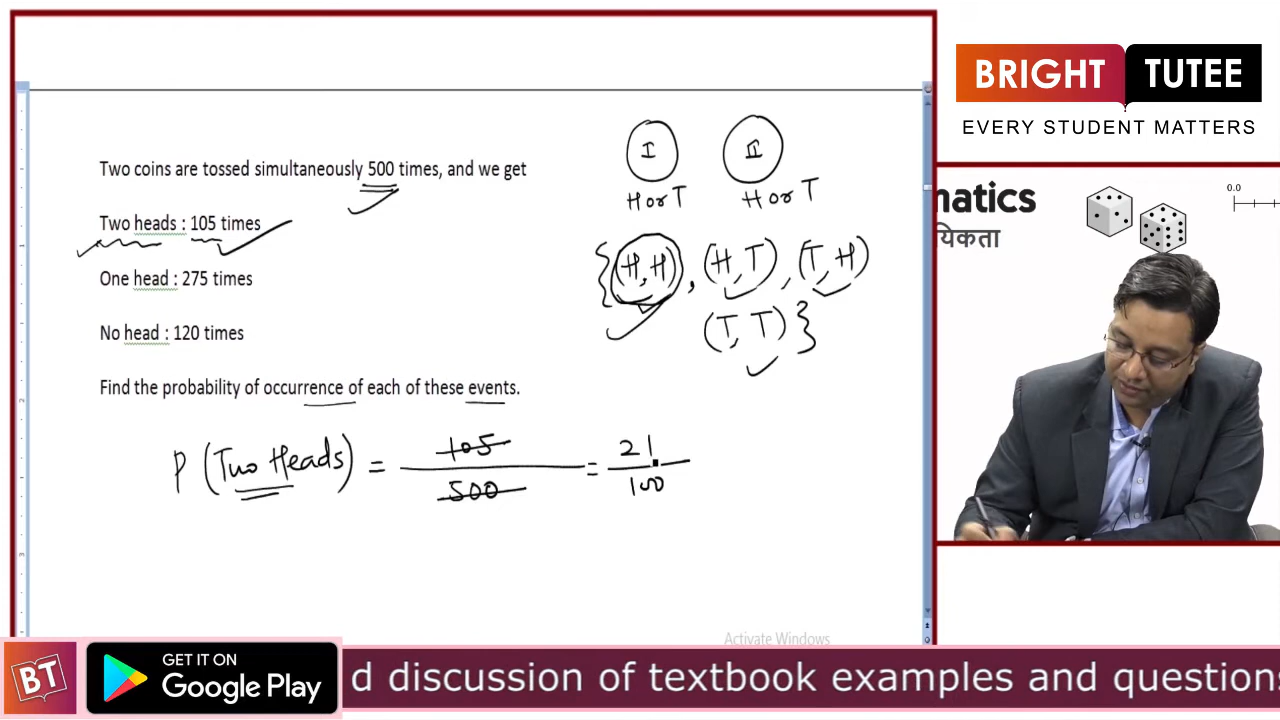 BRIGHT TUTEE
EVERY STUDENT MATTERS
Two coins are tossed simultaneously 500 times, and we get
Two heads : 105 times
One head : 275 times
No head : 120 times
Find the probability of occurrence of each of these events.
I II
H or T H or T
{(H, H), (H, T), (T, H)
(T, T)}
P (Two Heads) = 105/500 = 21/100
natics
यिकता
0.0
Activate Windows
BT
GET IT ON
Google Play
d discussion of textbook examples and questions